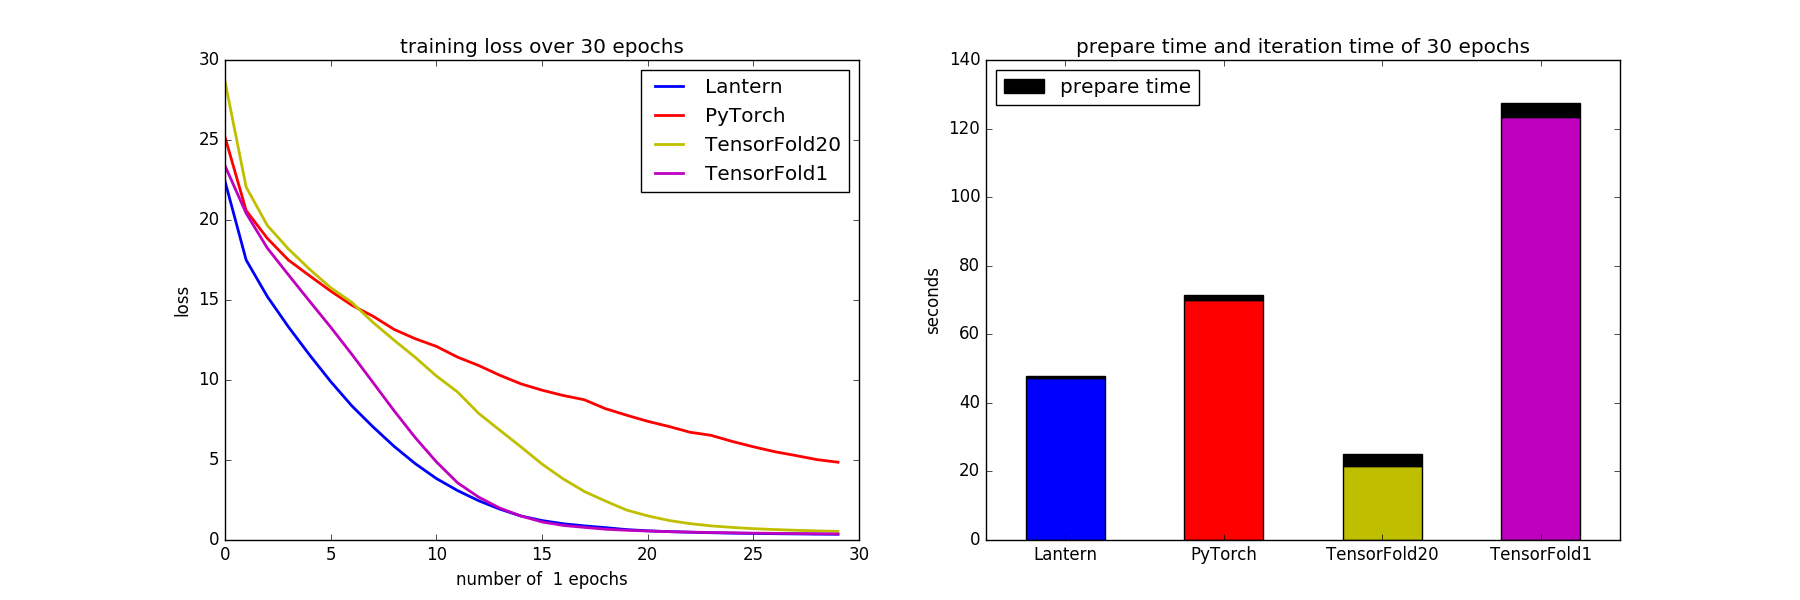 training loss over 30 epochs
30
25
20
15
10
5
0
loss
Lantern
PyTorch
TensorFold20
TensorFold1
0 5 10 15 20 25 30
number of  1 epochs
prepare time and iteration time of 30 epochs
140
120
100
80
60
40
20
0
seconds
prepare time
Lantern PyTorch TensorFold20 TensorFold1